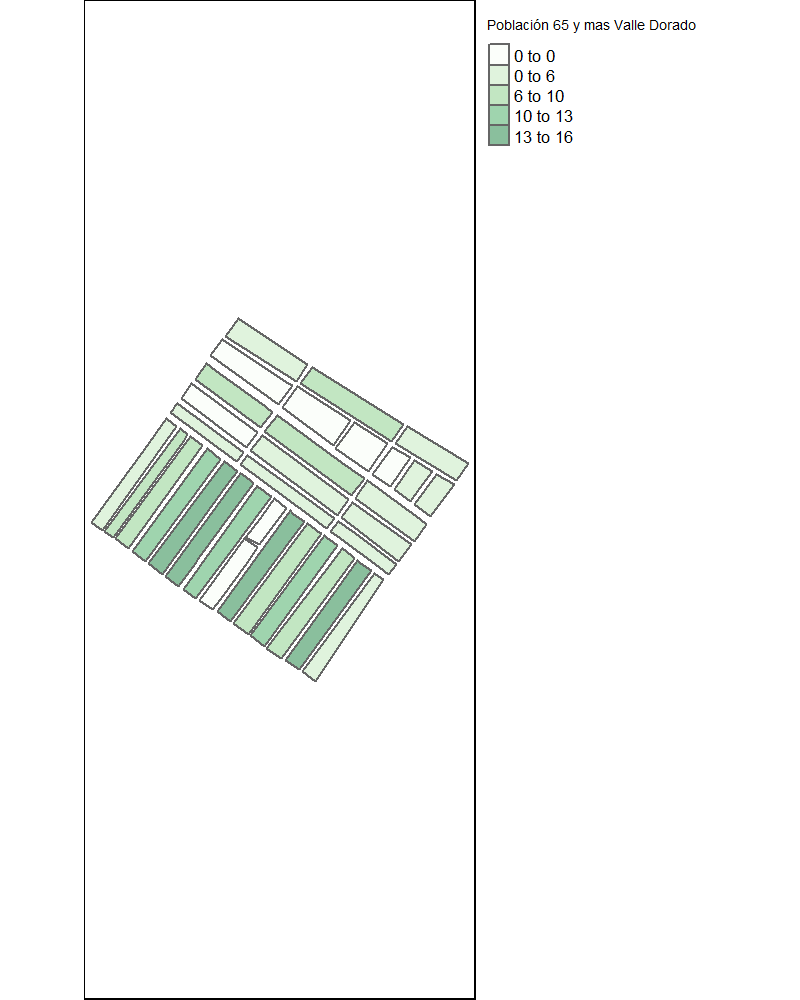 Población 65 y mas Valle Dorado
0 to 0
0 to 6
6 to 10
10 to 13
13 to 16